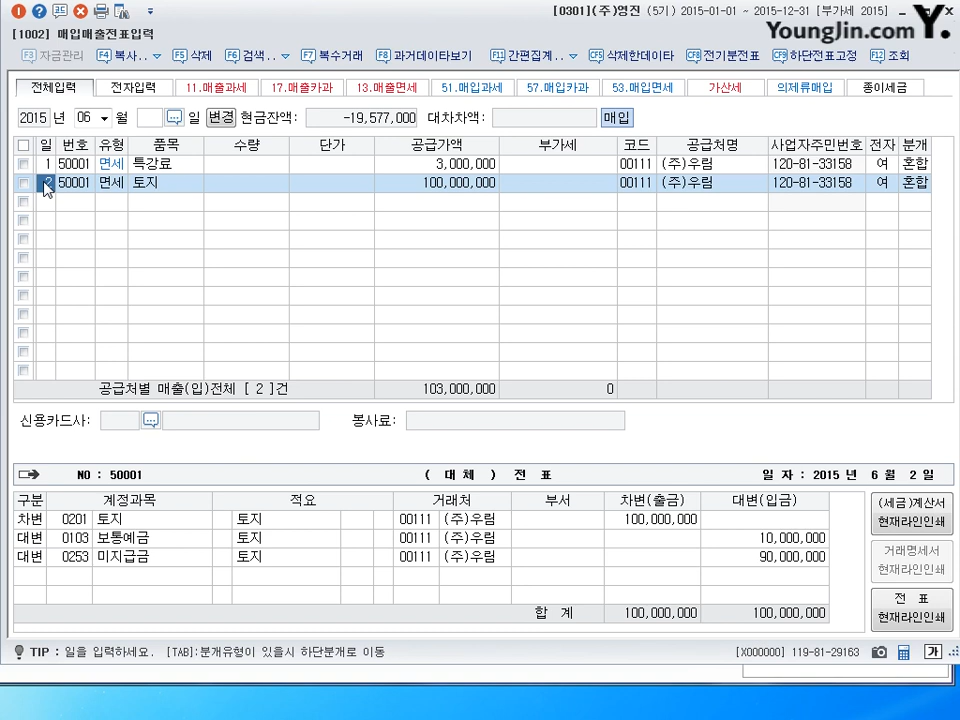 [0301](주)영진 (5기) 2015-01-01 ~ 2015-12-31 [부가세 2015]
YoungJin.com Y.
[1002] 매입매출전표입력
F3 자금관리 F4 복사.. F5 삭제 F6 검색.. F7 복수거래 F8 과거데이타보기 F11 간편집계.. CF5 삭제한데이타 CF8 전기분전표 CF9 하단전표고정 F12 조회
전체입력 전자입력 11.매출과세 17.매출카과 13.매출면세 51.매입과세 57.매입카과 53.매입면세 가산세 의제류매입 종이세금
2015 년 06 월 일 변경 현금잔액: -19,577,000 대차차액: 매입
일 번호 유형 품목 수량 단가 공급가액 부가세 코드 공급처명 사업자주민번호 전자 분개
1 50001 면세 특강료 3,000,000 00111 (주)우림 120-81-33158 여 혼합
2 50001 면세 토지 100,000,000 00111 (주)우림 120-81-33158 여 혼합
공급처별 매출(입)전체 [ 2 ]건 103,000,000 0
신용카드사: 봉사료:
NO : 50001 ( 대 체 ) 전 표 일 자 : 2015 년 6 월 2 일
구분 계정과목 적요 거래처 부서 차변(출금) 대변(입금)
차변 0201 토지 토지 00111 (주)우림 100,000,000
대변 0103 보통예금 토지 00111 (주)우림 10,000,000
대변 0253 미지급금 토지 00111 (주)우림 90,000,000
합 계 100,000,000 100,000,000
(세금)계산서
현재라인인쇄
거래명세서
현재라인인쇄
전 표
현재라인인쇄
TIP : 일을 입력하세요. [TAB]:분개유형이 있을시 하단분개로 이동 [X000000] 119-81-29163 가